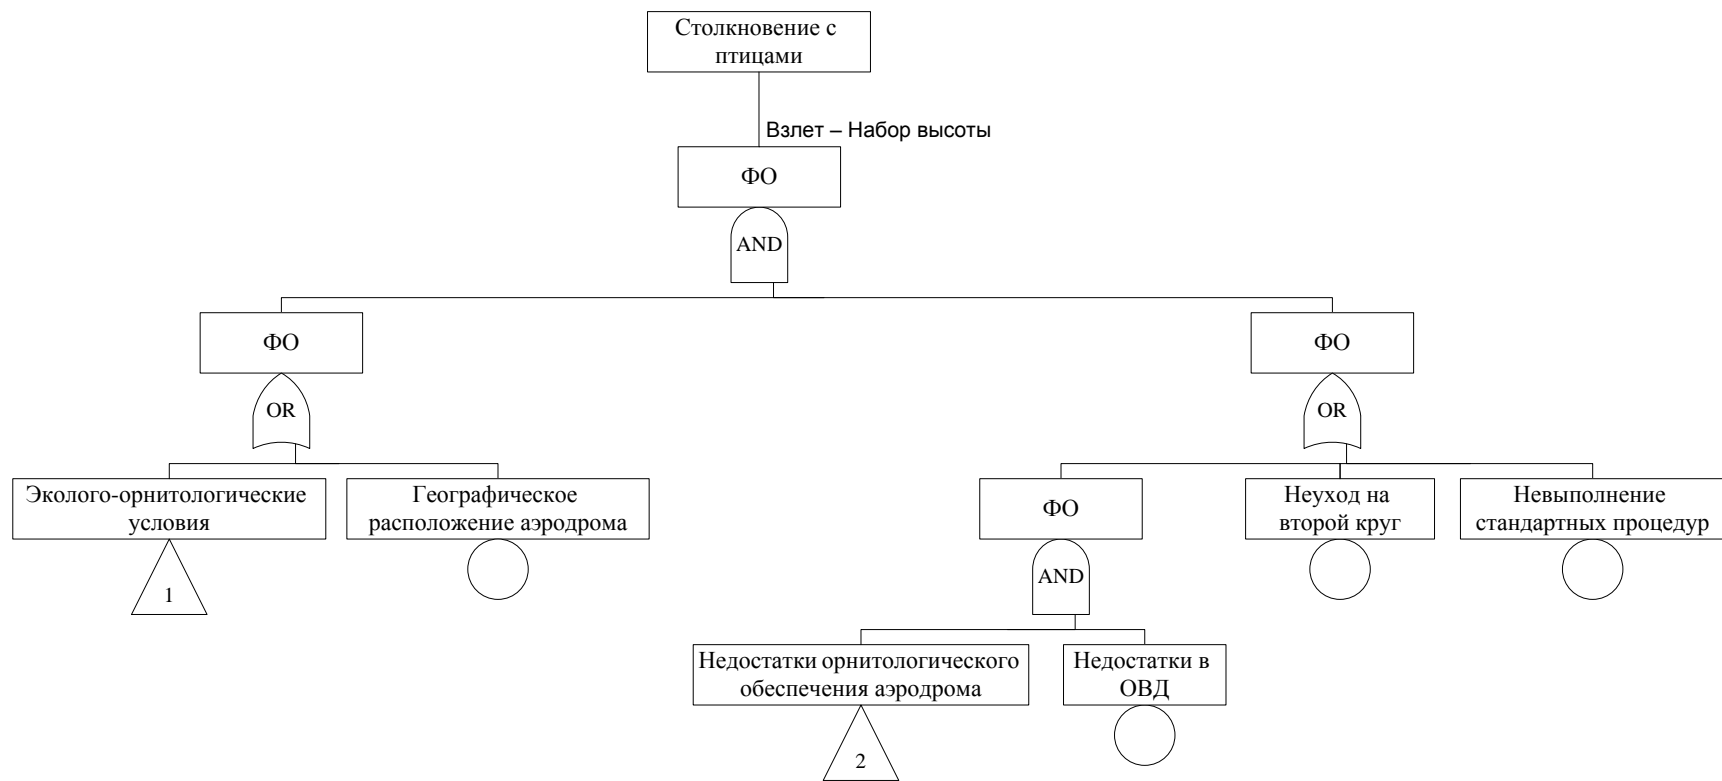 Столкновение с
птицами
Взлет – Набор высоты
ФО
AND
ФО
ФО
OR
OR
Эколого-орнитологические
условия
Географическое
расположение аэродрома
ФО
Неуход на
второй круг
Невыполнение
стандартных процедур
1
AND
Недостатки орнитологического
обеспечения аэродрома
Недостатки в
ОВД
2